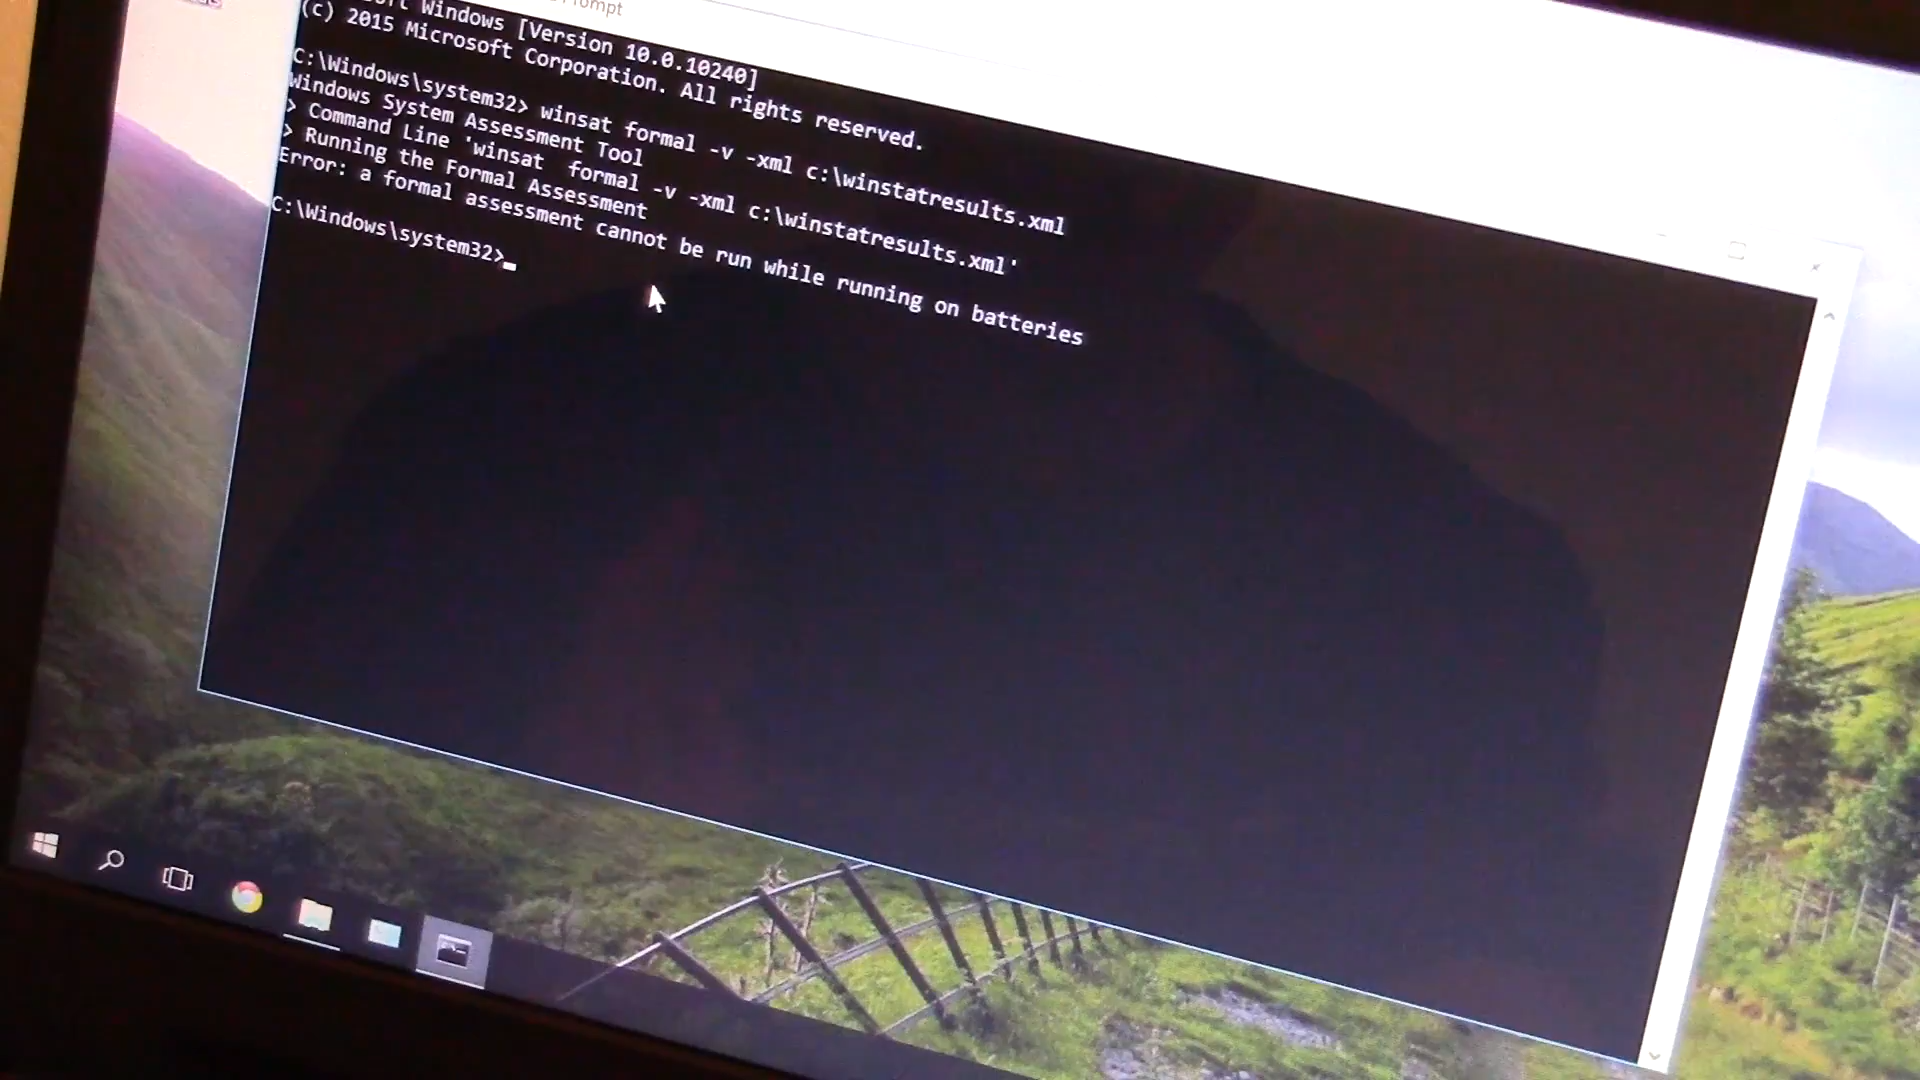 Windows [Version 10.0.10240]
(c) 2015 Microsoft Corporation. All rights reserved.
C:\Windows\system32> winsat formal -v -xml c:\winstatresults.xml
Windows System Assessment Tool
> Command Line 'winsat  formal -v -xml c:\winstatresults.xml'
> Running the Formal Assessment
Error: a formal assessment cannot be run while running on batteries
C:\Windows\system32>